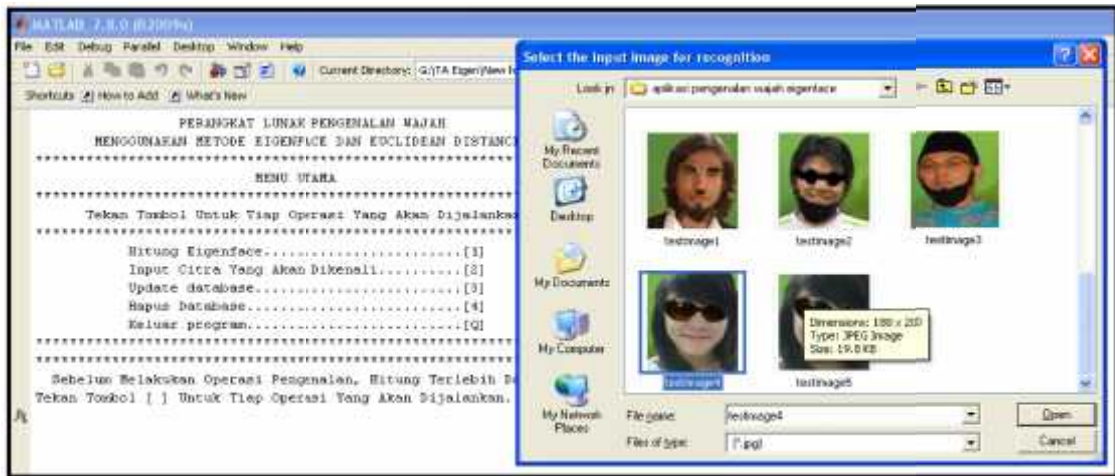 MATLAB 7.8.0 (R2009a)
File Edit Debug Parallel Desktop Window Help
Current Directory: G:\TA Eigen\New
Shortcuts How to Add What's New
PERANGKAT LUNAK PENGENALAN WAJAH
MENGGUNAKAN METODE EIGENFACE DAN EUCLIDEAN DISTANC
MENU UTAMA
Tekan Tombol Untuk Tiap Operasi Yang Akan Dijalankan
Hitung Eigenface..................[1]
Input Citra Yang Akan Dikenali..........[2]
Update database....................[3]
Hapus Database.....................[4]
Keluar program.....................[Q]
Sebelum Melakukan Operasi Pengenalan, Hitung Terlebih
Tekan Tombol [ ] Untuk Tiap Operasi Yang Akan Dijalankan.
fx
Select the input image for recognition
Look in: aplikasi pengenalan wajah eigenface
My Recent
Documents
Desktop
My Documents
My Computer
My Network
Places
testimage1 testimage2 testimage3
testimage4 testimage5
Dimensions: 180 x 200
Type: JPEG Image
Size: 19.8 KB
File name: testimage4 Open
Files of type: (*.jpg) Cancel